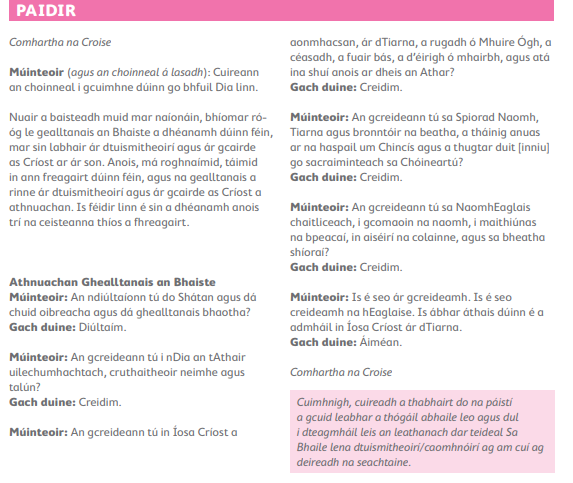 PAIDIR
Comhartha na Croise
Múinteoir (agus an choinneal á lasadh): Cuireann
an choinneal i gcuimhne dúinn go bhfuil Dia linn.
Nuair a baisteadh muid mar naíonáin, bhíomar ró-
óg le gealltanais an Bhaiste a dhéanamh dúinn féin,
mar sin labhair ár dtuismitheoirí agus ár gcairde
as Críost ar ár son. Anois, má roghnaímid, táimid
in ann freagairt dúinn féin, agus na gealltanais a
rinne ár dtuismitheoirí agus ár gcairde as Críost a
athnuachan. Is féidir linn é sin a dhéanamh anois
trí na ceisteanna thíos a fhreagairt.
Athnuachan Ghealltanais an Bhaiste
Múinteoir: An ndiúltaíonn tú do Shátan agus dá
chuid oibreacha agus dá ghealltanais bhaotha?
Gach duine: Diúltaím.
Múinteoir: An gcreideann tú i nDia an tAthair
uilechumhachtach, cruthaitheoir neimhe agus
talún?
Gach duine: Creidim.
Múinteoir: An gcreideann tú in Íosa Críost a
aonmhacsan, ár dTiarna, a rugadh ó Mhuire Ógh, a
céasadh, a fuair bás, a d'éirigh ó mhairbh, agus atá
ina shuí anois ar dheis an Athar?
Gach duine: Creidim.
Múinteoir: An gcreideann tú sa Spiorad Naomh,
Tiarna agus bronntóir na beatha, a tháinig anuas
ar na haspail um Chincís agus a thugtar duit [inniu]
go sacraiminteach sa Chóineartú?
Gach duine: Creidim.
Múinteoir: An gcreideann tú sa NaomhEaglais
chaitliceach, i gcomaoin na naomh, i maithiúnas
na bpeacaí, in aiséirí na colainne, agus sa bheatha
shíoraí?
Gach duine: Creidim.
Múinteoir: Is é seo ár gcreideamh. Is é seo
creideamh na hEaglaise. Is ábhar áthais dúinn é a
admháil in Íosa Críost ár dTiarna.
Gach duine: Áiméan.
Comhartha na Croise
Cuimhnigh, cuireadh a thabhairt do na páistí
a gcuid leabhar a thógáil abhaile leo agus dul
i dteagmháil leis an leathanach dar teideal Sa
Bhaile lena dtuismitheoirí/caomhnóirí ag am cuí ag
deireadh na seachtaine.